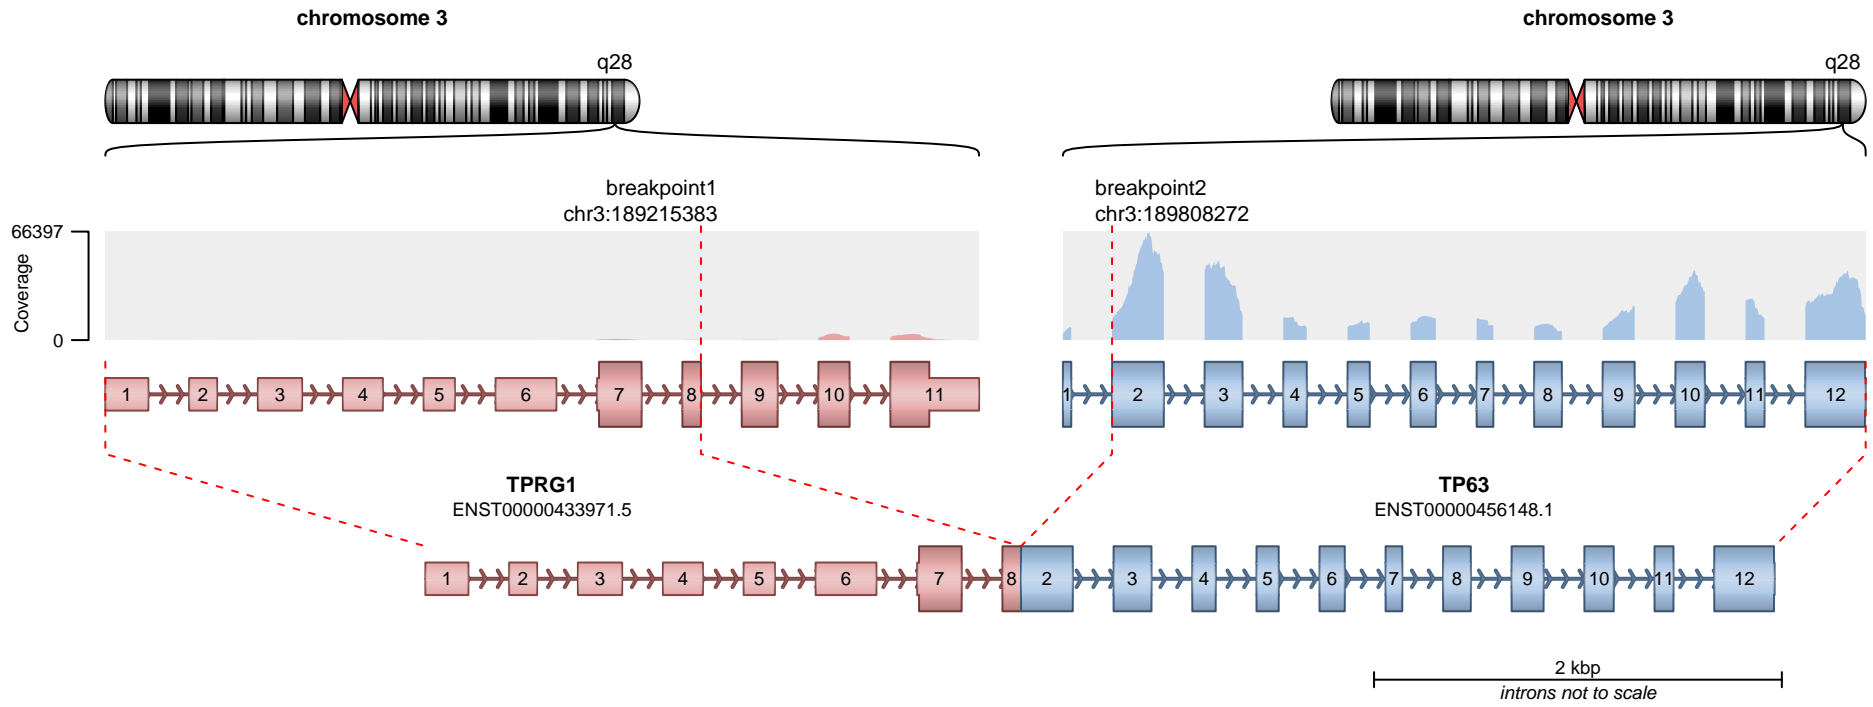 chromosome 3
chromosome 3
q28
q28
breakpoint1
chr3:189215383
breakpoint2
chr3:189808272
66397
Coverage
0
1 2 3 4 5 6 7 8 9 10 11
1 2 3 4 5 6 7 8 9 10 11 12
TPRG1
ENST00000433971.5
TP63
ENST00000456148.1
1 2 3 4 5 6 7 8 2 3 4 5 6 7 8 9 10 11 12
2 kbp
introns not to scale